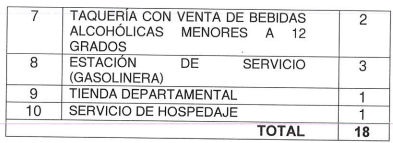 7 TAQUERÍA CON VENTA DE BEBIDAS 2
ALCOHÓLICAS MENORES A 12
GRADOS
8 ESTACIÓN DE SERVICIO 3
(GASOLINERA)
9 TIENDA DEPARTAMENTAL 1
10 SERVICIO DE HOSPEDAJE 1
TOTAL 18